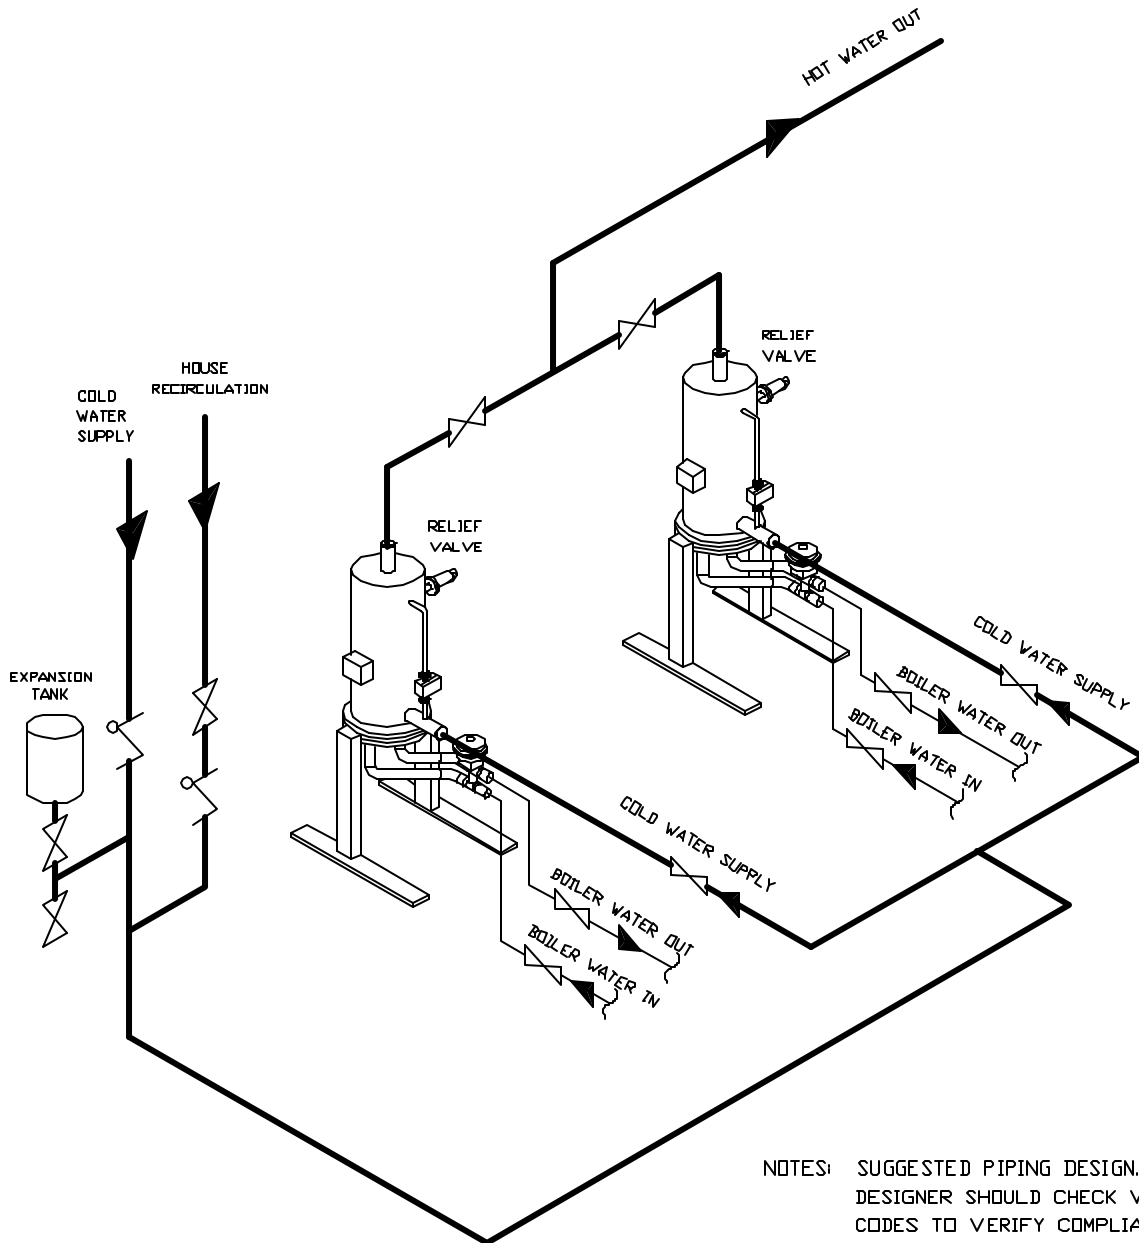 HOT WATER OUT
RELIEF
VALVE
HOUSE
RECIRCULATION
COLD
WATER
SUPPLY
RELIEF
VALVE
EXPANSION
TANK
COLD WATER SUPPLY
BOILER WATER OUT
BOILER WATER IN
COLD WATER SUPPLY
BOILER WATER OUT
BOILER WATER IN
NOTES: SUGGESTED PIPING DESIGN.
DESIGNER SHOULD CHECK
CODES TO VERIFY